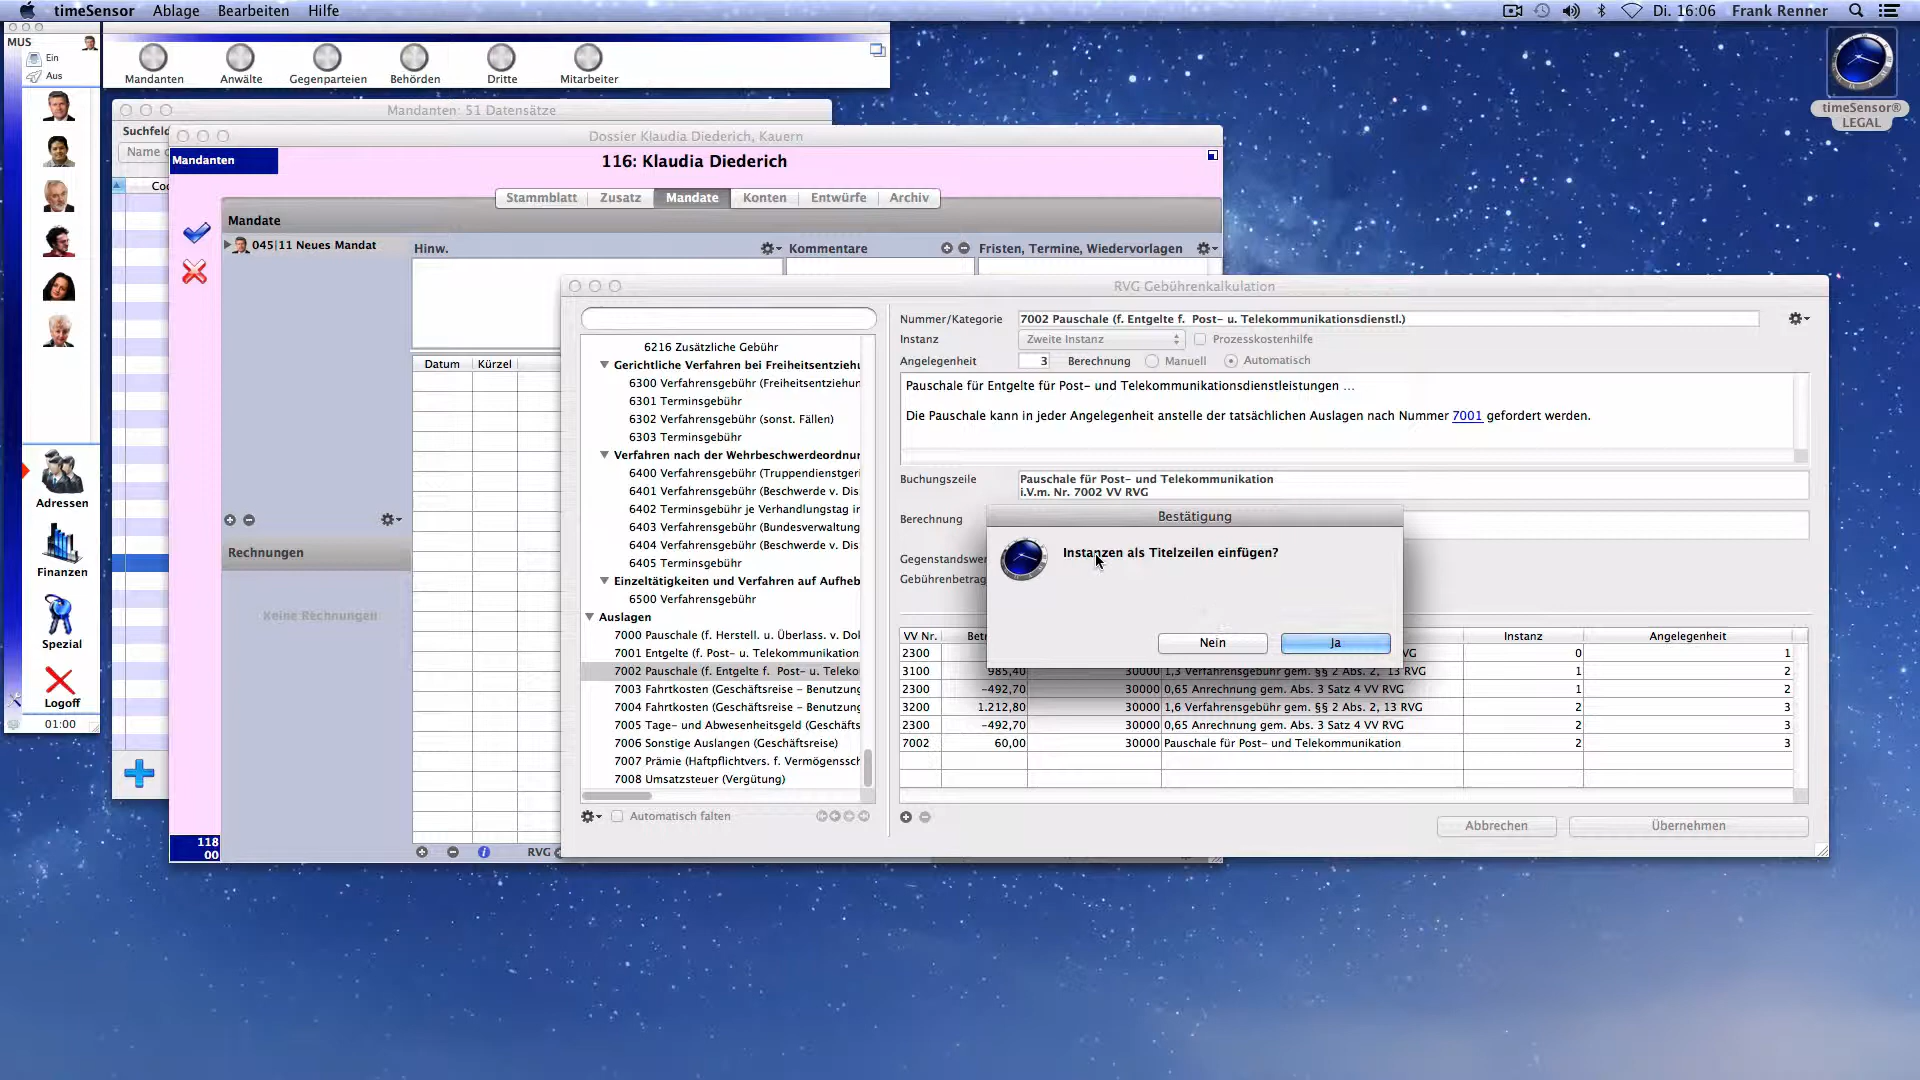 timeSensor Ablage Bearbeiten Hilfe
Di. 16:06 Frank Renner
MUS
Ein
Aus
Mandanten Anwälte Gegenparteien Behörden Dritte Mitarbeiter
timeSensor®
LEGAL
Mandanten: 51 Datensätze
Suchfeld
Name
Dossier Klaudia Diederich, Kauern
Mandanten
116: Klaudia Diederich
Stammblatt Zusatz Mandate Konten Entwürfe Archiv
Mandate
045|11 Neues Mandat
Hinw.
Kommentare
Fristen, Termine, Wiedervorlagen
Datum Kürzel
Rechnungen
Keine Rechnungen
118
00
RVG
Adressen
Finanzen
Spezial
Logoff
01:00
RVG Gebührenkalkulation
6216 Zusätzliche Gebühr
Gerichtliche Verfahren bei Freiheitsentziehu
6300 Verfahrensgebühr (Freiheitsentziehun
6301 Terminsgebühr
6302 Verfahrensgebühr (sonst. Fällen)
6303 Terminsgebühr
Verfahren nach der Wehrbeschwerdeordnun
6400 Verfahrensgebühr (Truppendienstgeri
6401 Verfahrensgebühr (Beschwerde v. Dis
6402 Terminsgebühr je Verhandlungstag in
6403 Verfahrensgebühr (Bundesverwaltung
6404 Verfahrensgebühr (Beschwerde v. Dis
6405 Terminsgebühr
Einzeltätigkeiten und Verfahren auf Aufheb
6500 Verfahrensgebühr
Auslagen
7000 Pauschale (f. Herstell. u. Überlass. v. Dol
7001 Entgelte (f. Post- u. Telekommunikation
7002 Pauschale (f. Entgelte f. Post- u. Teleko
7003 Fahrtkosten (Geschäftsreise - Benutzung
7004 Fahrtkosten (Geschäftsreise - Benutzung
7005 Tage- und Abwesenheitsgeld (Geschäfts
7006 Sonstige Auslangen (Geschäftsreise)
7007 Prämie (Haftpflichtvers. f. Vermögenssch
7008 Umsatzsteuer (Vergütung)
Automatisch falten
Nummer/Kategorie 7002 Pauschale (f. Entgelte f. Post- u. Telekommunikationsdienstl.)
Instanz Zweite Instanz Prozesskostenhilfe
Angelegenheit 3 Berechnung Manuell Automatisch
Pauschale für Entgelte für Post- und Telekommunikationsdienstleistungen ...
Die Pauschale kann in jeder Angelegenheit anstelle der tatsächlichen Auslagen nach Nummer 7001 gefordert werden.
Buchungszeile Pauschale für Post- und Telekommunikation
i.V.m. Nr. 7002 VV RVG
Berechnung
Gegenstandswer
Gebührenbetrag
Bestätigung
Instanzen als Titelzeilen einfügen?
Nein Ja
VV Nr. Betr Instanz Angelegenheit
2300 VG 0 1
3100 985,40 30000 1,3 Verfahrensgebühr gem. §§ 2 Abs. 2, 13 RVG 1 2
2300 -492,70 30000 0,65 Anrechnung gem. Abs. 3 Satz 4 VV RVG 1 2
3200 1.212,80 30000 1,6 Verfahrensgebühr gem. §§ 2 Abs. 2, 13 RVG 2 3
2300 -492,70 30000 0,65 Anrechnung gem. Abs. 3 Satz 4 VV RVG 2 3
7002 60,00 30000 Pauschale für Post- und Telekommunikation 2 3
Abbrechen Übernehmen